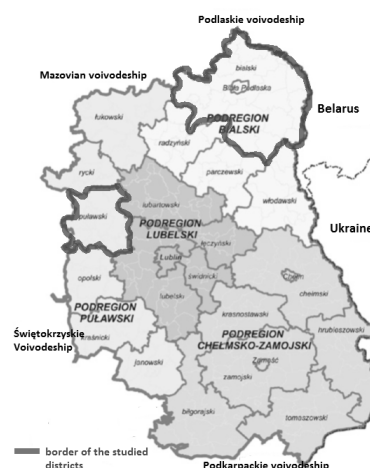 Podlaskie voivodeship
Mazovian voivodeship
bialski
Biała Podlaska
Belarus
łukowski
PODREGION
BIALSKI
radzyński
rycki
parczewski
lubartowski
włodawski
puławski
PODREGION
LUBELSKI
Ukraine
łęczyński
Lublin
opolski
świdnicki
Chełm
chełmski
lubelski
PODREGION
PUŁAWSKI
krasnostawski
hrubieszowski
Świętokrzyskie
Voivodeship
kraśnicki
PODREGION
CHEŁMSKO-ZAMOJSKI
janowski
Zamość
zamojski
biłgorajski
tomaszowski
border of the studied
districts
Podkarpackie voivodeship